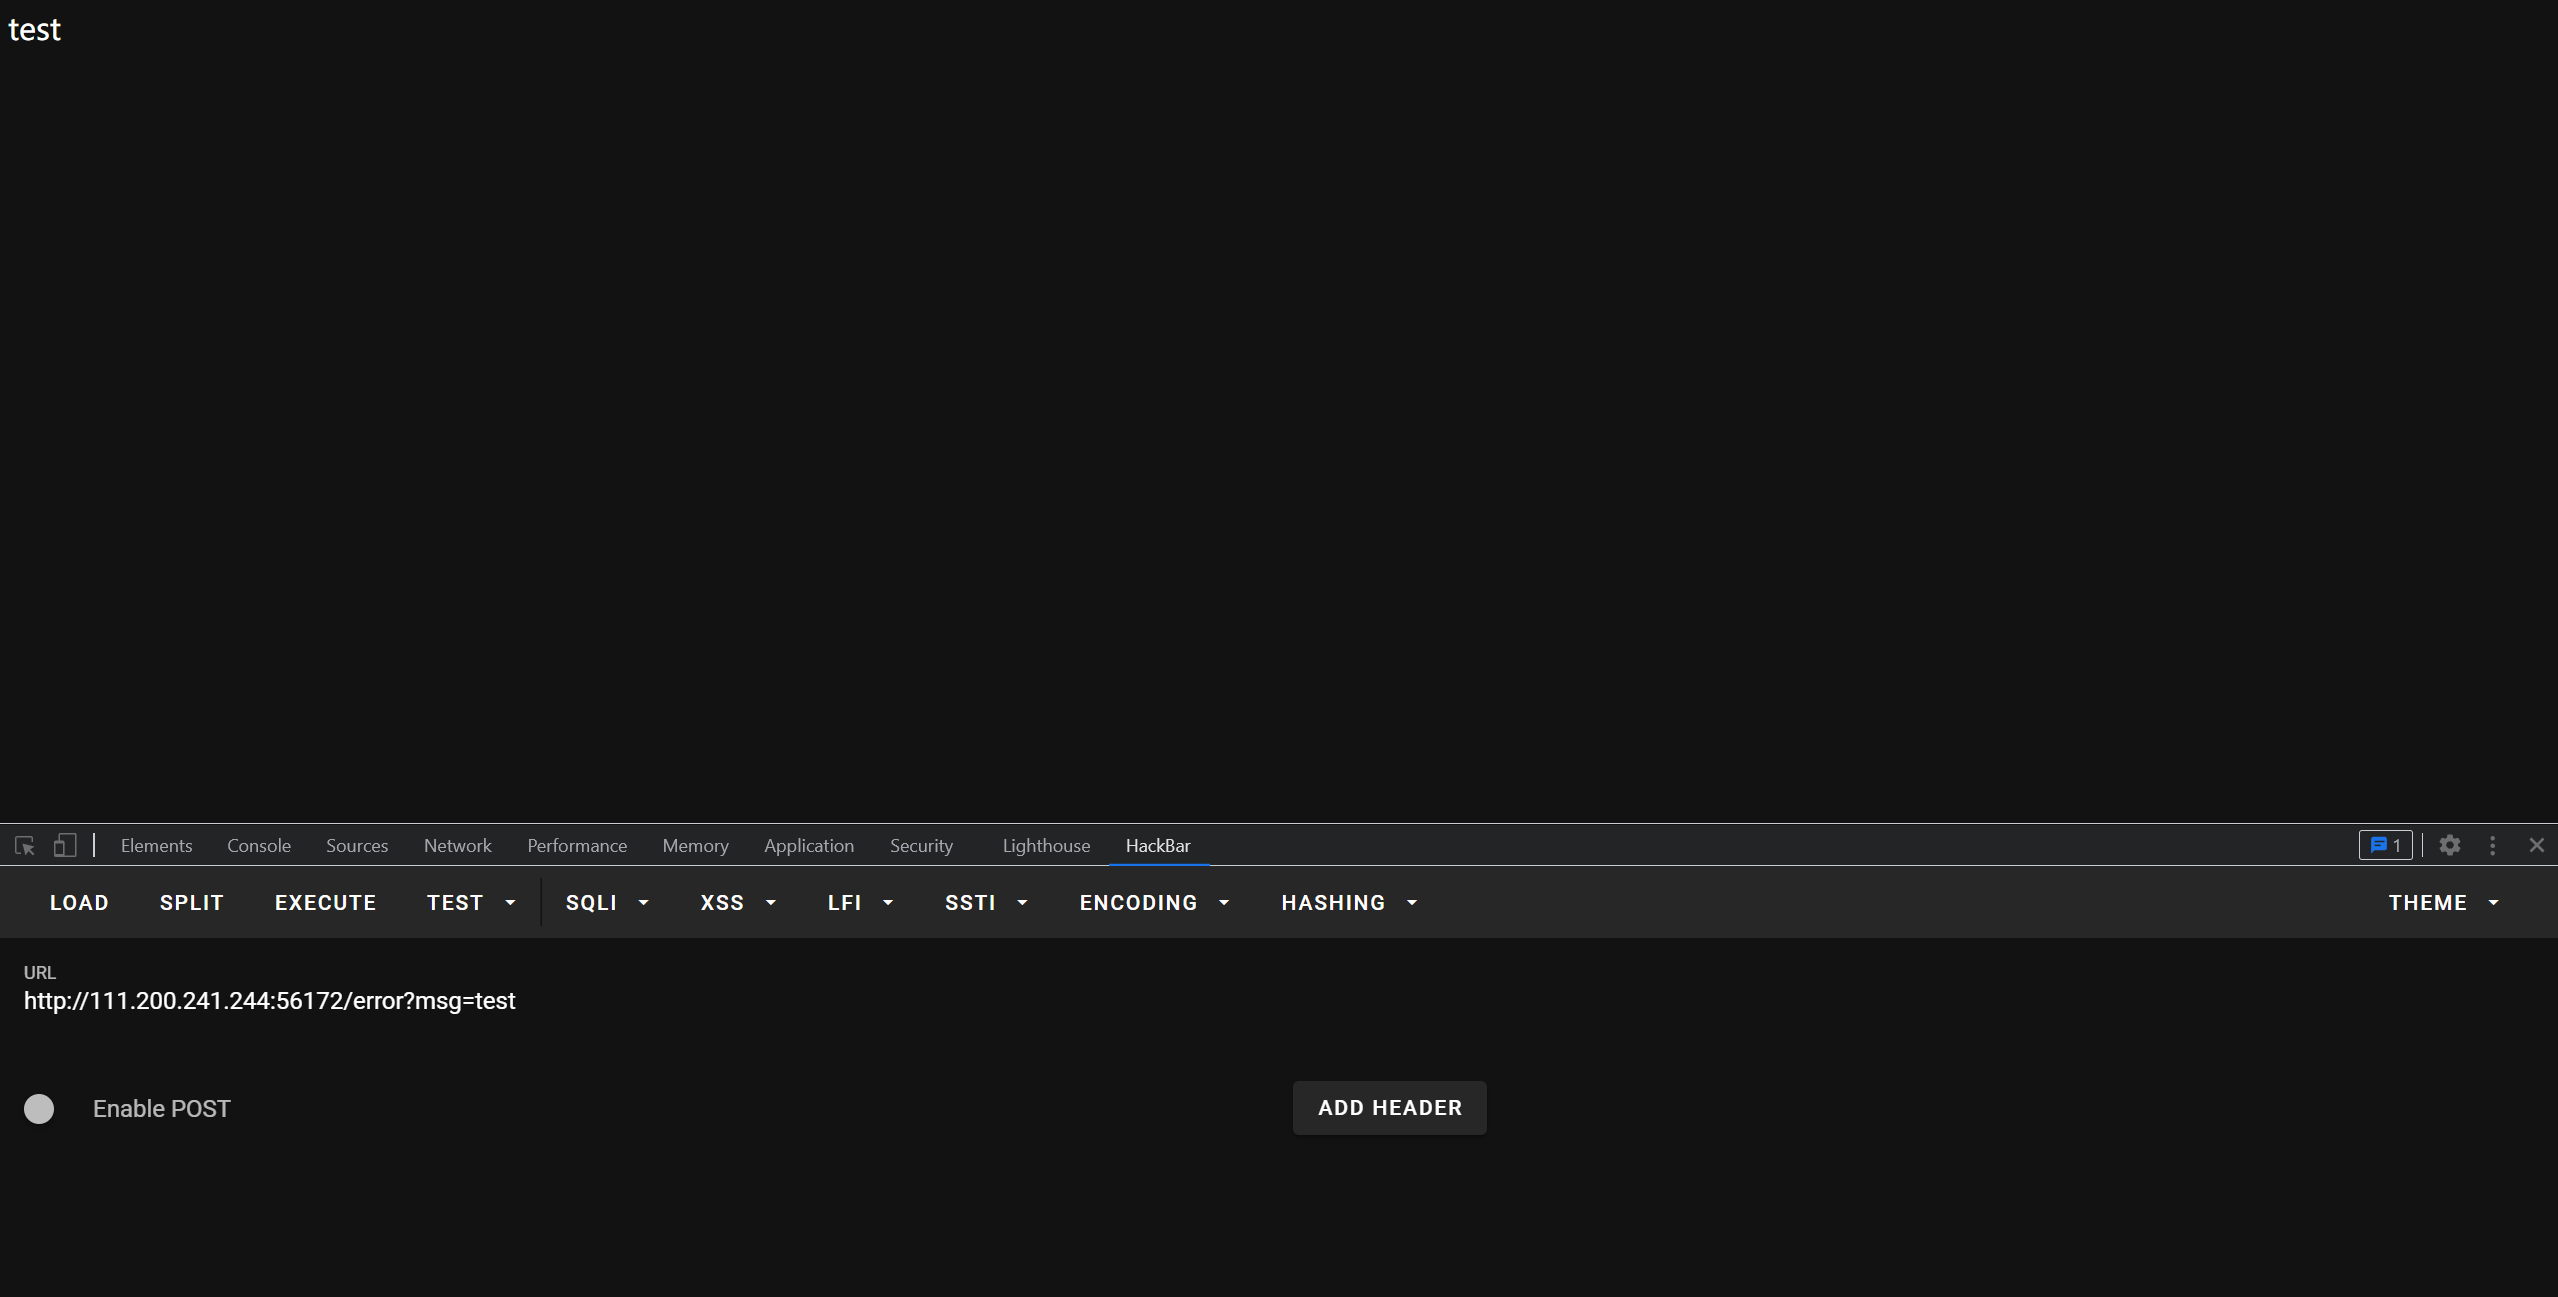 test
Elements Console Sources Network Performance Memory Application Security Lighthouse HackBar 1
LOAD SPLIT EXECUTE TEST SQLI XSS LFI SSTI ENCODING HASHING THEME
URL
http://111.200.241.244:56172/error?msg=test
Enable POST ADD HEADER